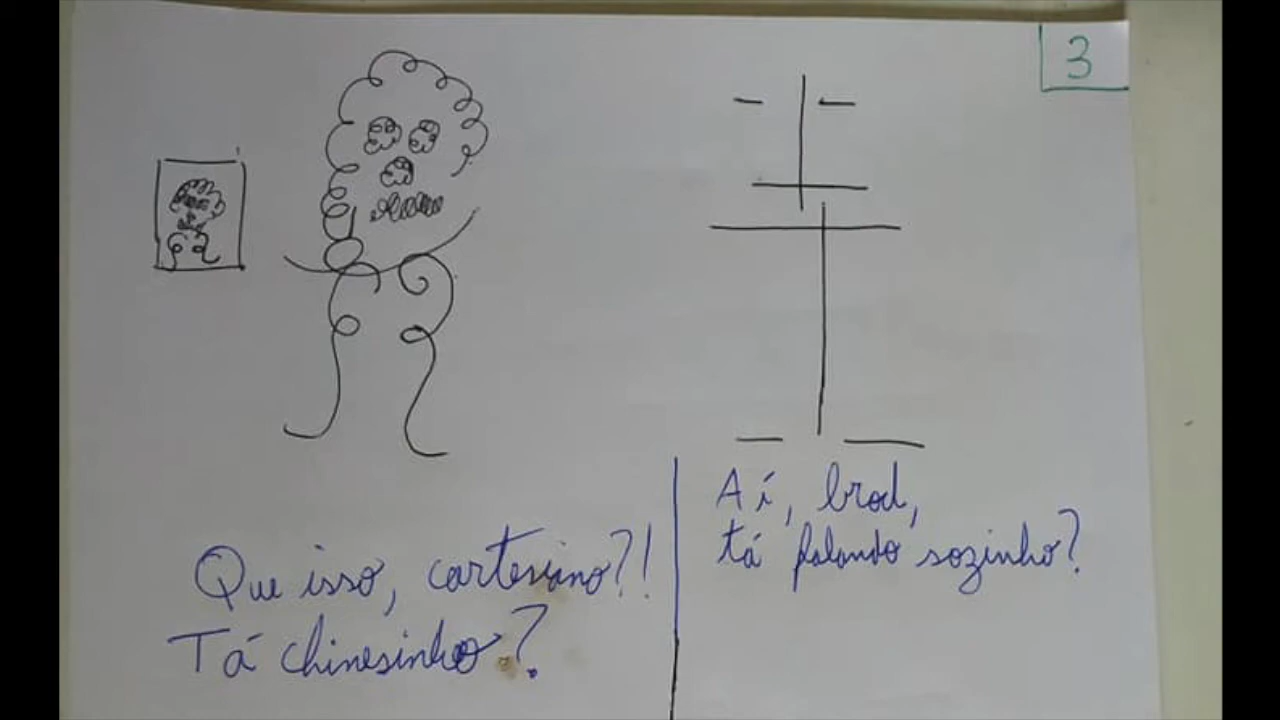 3
Que isso, cartesiano?!
Tá chinesinho?
Aí, brod,
tá falando sozinho?